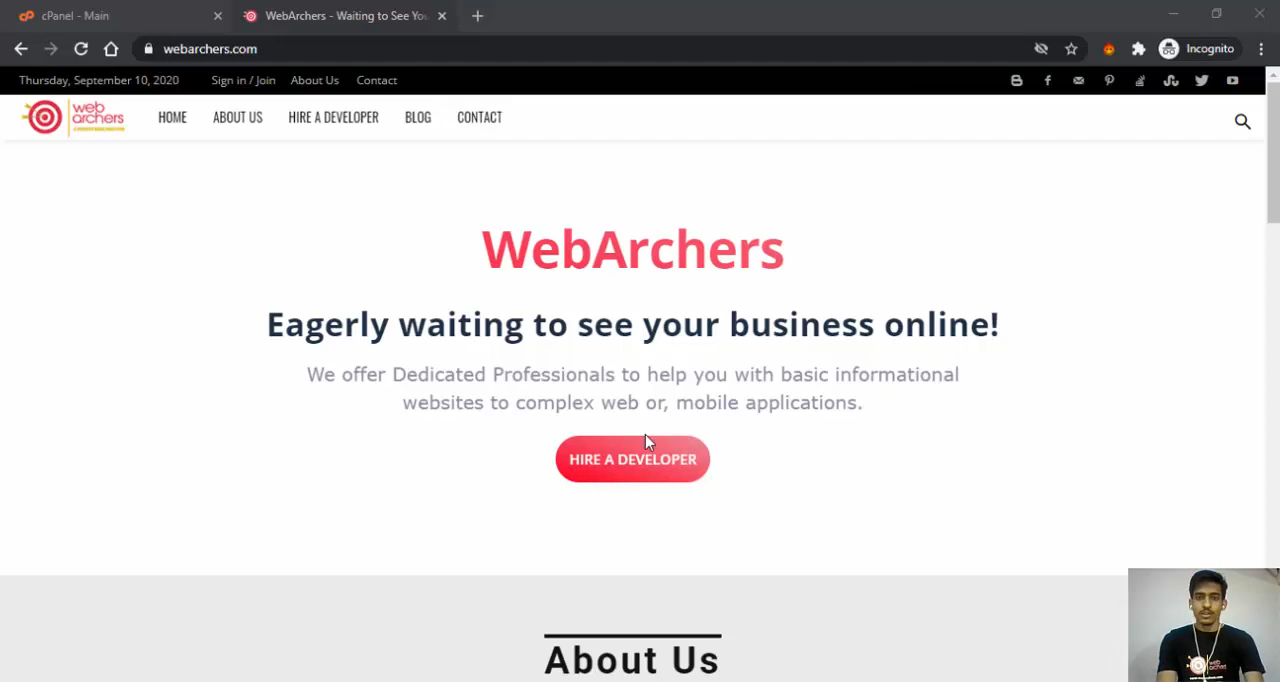 cPanel - Main
WebArchers - Waiting to See You
webarchers.com
Incognito
Thursday, September 10, 2020 Sign in / Join About Us Contact
web
archers
HOME ABOUT US HIRE A DEVELOPER BLOG CONTACT
WebArchers
Eagerly waiting to see your business online!
We offer Dedicated Professionals to help you with basic informational
websites to complex web or, mobile applications.
HIRE A DEVELOPER
About Us
web